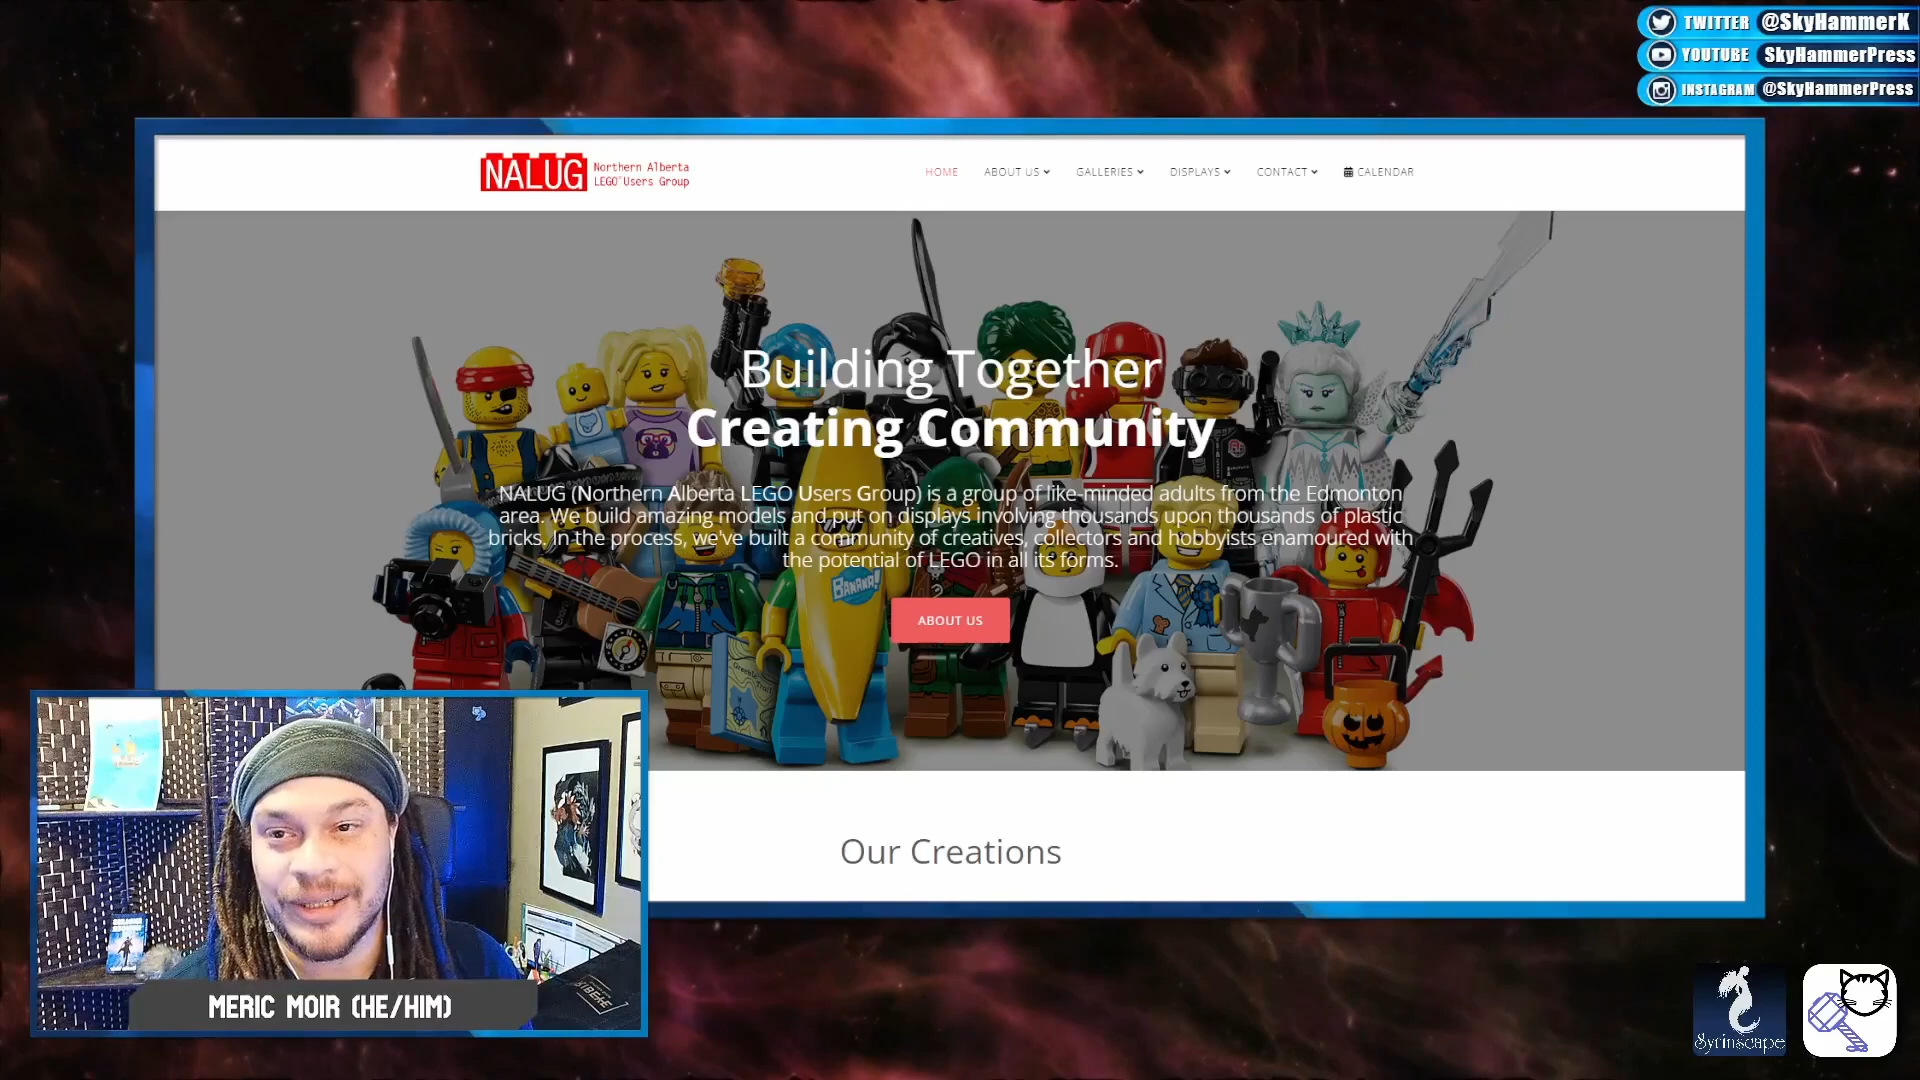 TWITTER @SkyHammerK
YOUTUBE SkyHammerPress
INSTAGRAM @SkyHammerPress
NALUG Northern Alberta
LEGO® Users Group
HOME ABOUT US GALLERIES DISPLAYS CONTACT CALENDAR
Building Together
Creating Community
NALUG (Northern Alberta LEGO Users Group) is a group of like-minded adults from the Edmonton
area. We build amazing models and put on displays involving thousands upon thousands of plastic
bricks. In the process, we've built a community of creatives, collectors and hobbyists enamoured with
the potential of LEGO in all its forms.
BANANA!
ABOUT US
Our Creations
MERIC MOIR (HE/HIM)
Syrinscape